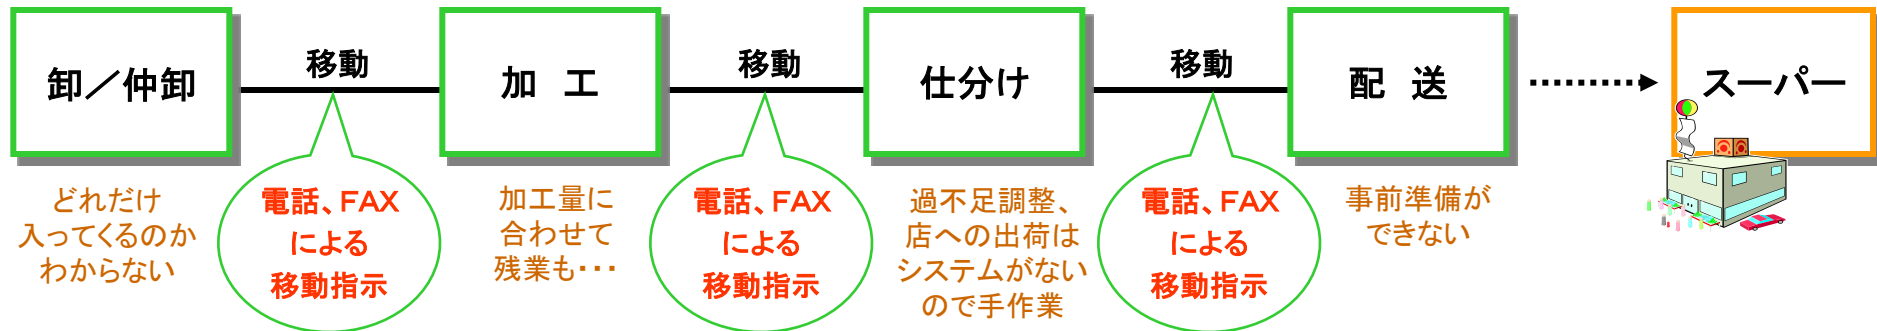 卸／仲卸
移動
加　工
移動
仕分け
移動
配　送
スーパー
どれだけ
入ってくるのか
わからない
電話、FAX
による
移動指示
加工量に
合わせて
残業も・・・
電話、FAX
による
移動指示
過不足調整、
店への出荷は
システムがない
ので手作業
電話、FAX
による
移動指示
事前準備が
できない